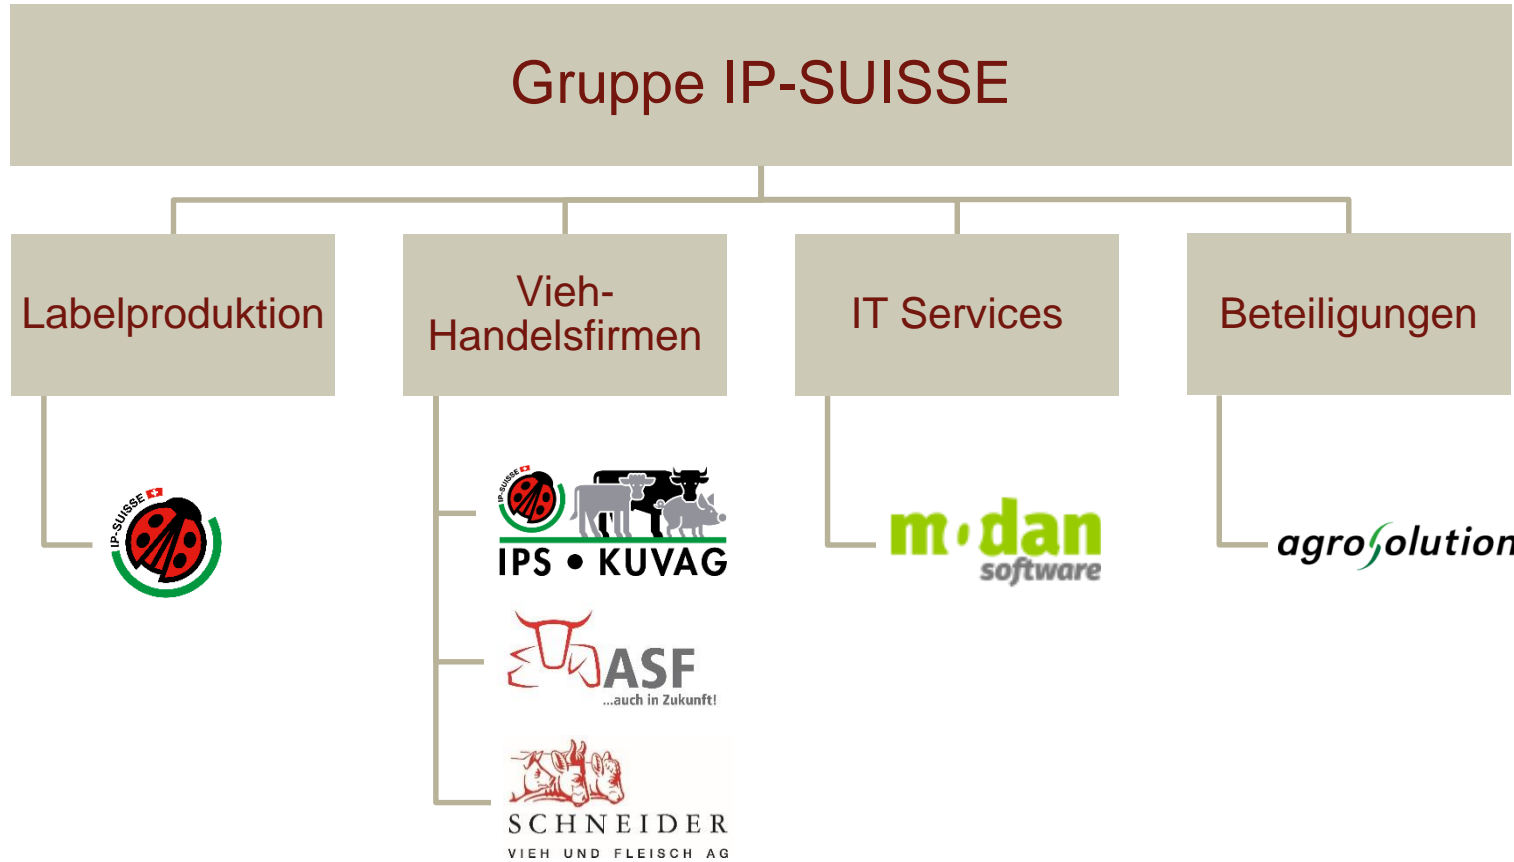 Gruppe IP-SUISSE
Labelproduktion
Vieh-
Handelsfirmen
IT Services
Beteiligungen
IP-SUISSE
IP-SUISSE
IPS • KUVAG
ASF
...auch in Zukunft!
SCHNEIDER
VIEH UND FLEISCH AG
modan
software
agrosolution